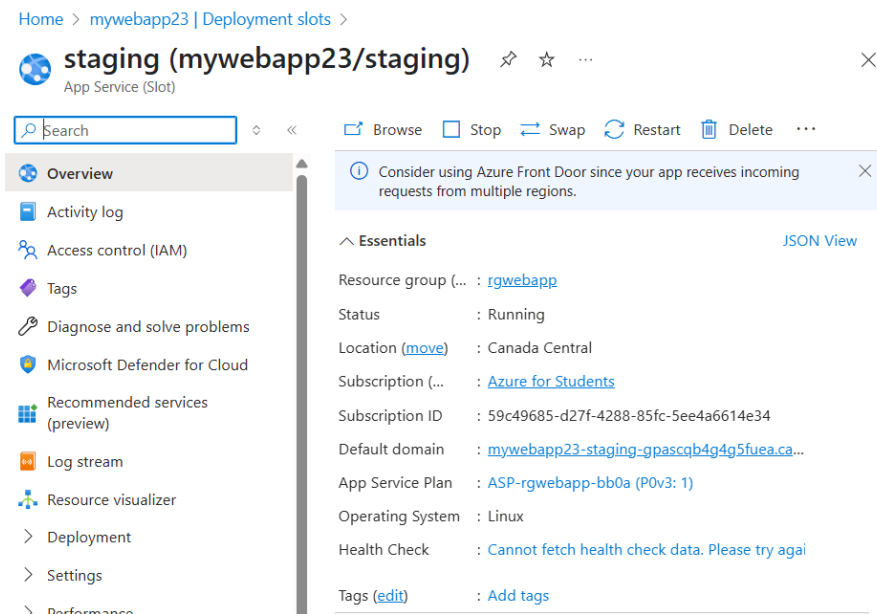 Home > mywebapp23 | Deployment slots >
staging (mywebapp23/staging)
App Service (Slot)
Search
Overview
Activity log
Access control (IAM)
Tags
Diagnose and solve problems
Microsoft Defender for Cloud
Recommended services
(preview)
Log stream
Resource visualizer
Deployment
Settings
Performance
Browse Stop Swap Restart Delete ...
Consider using Azure Front Door since your app receives incoming
requests from multiple regions.
Essentials JSON View
Resource group (... : rgwebapp
Status : Running
Location (move) : Canada Central
Subscription (... : Azure for Students
Subscription ID : 59c49685-d27f-4288-85fc-5ee4a6614e34
Default domain : mywebapp23-staging-gpascqb4g4g5fuea.ca...
App Service Plan : ASP-rgwebapp-bb0a (P0v3: 1)
Operating System : Linux
Health Check : Cannot fetch health check data. Please try agai
Tags (edit) : Add tags